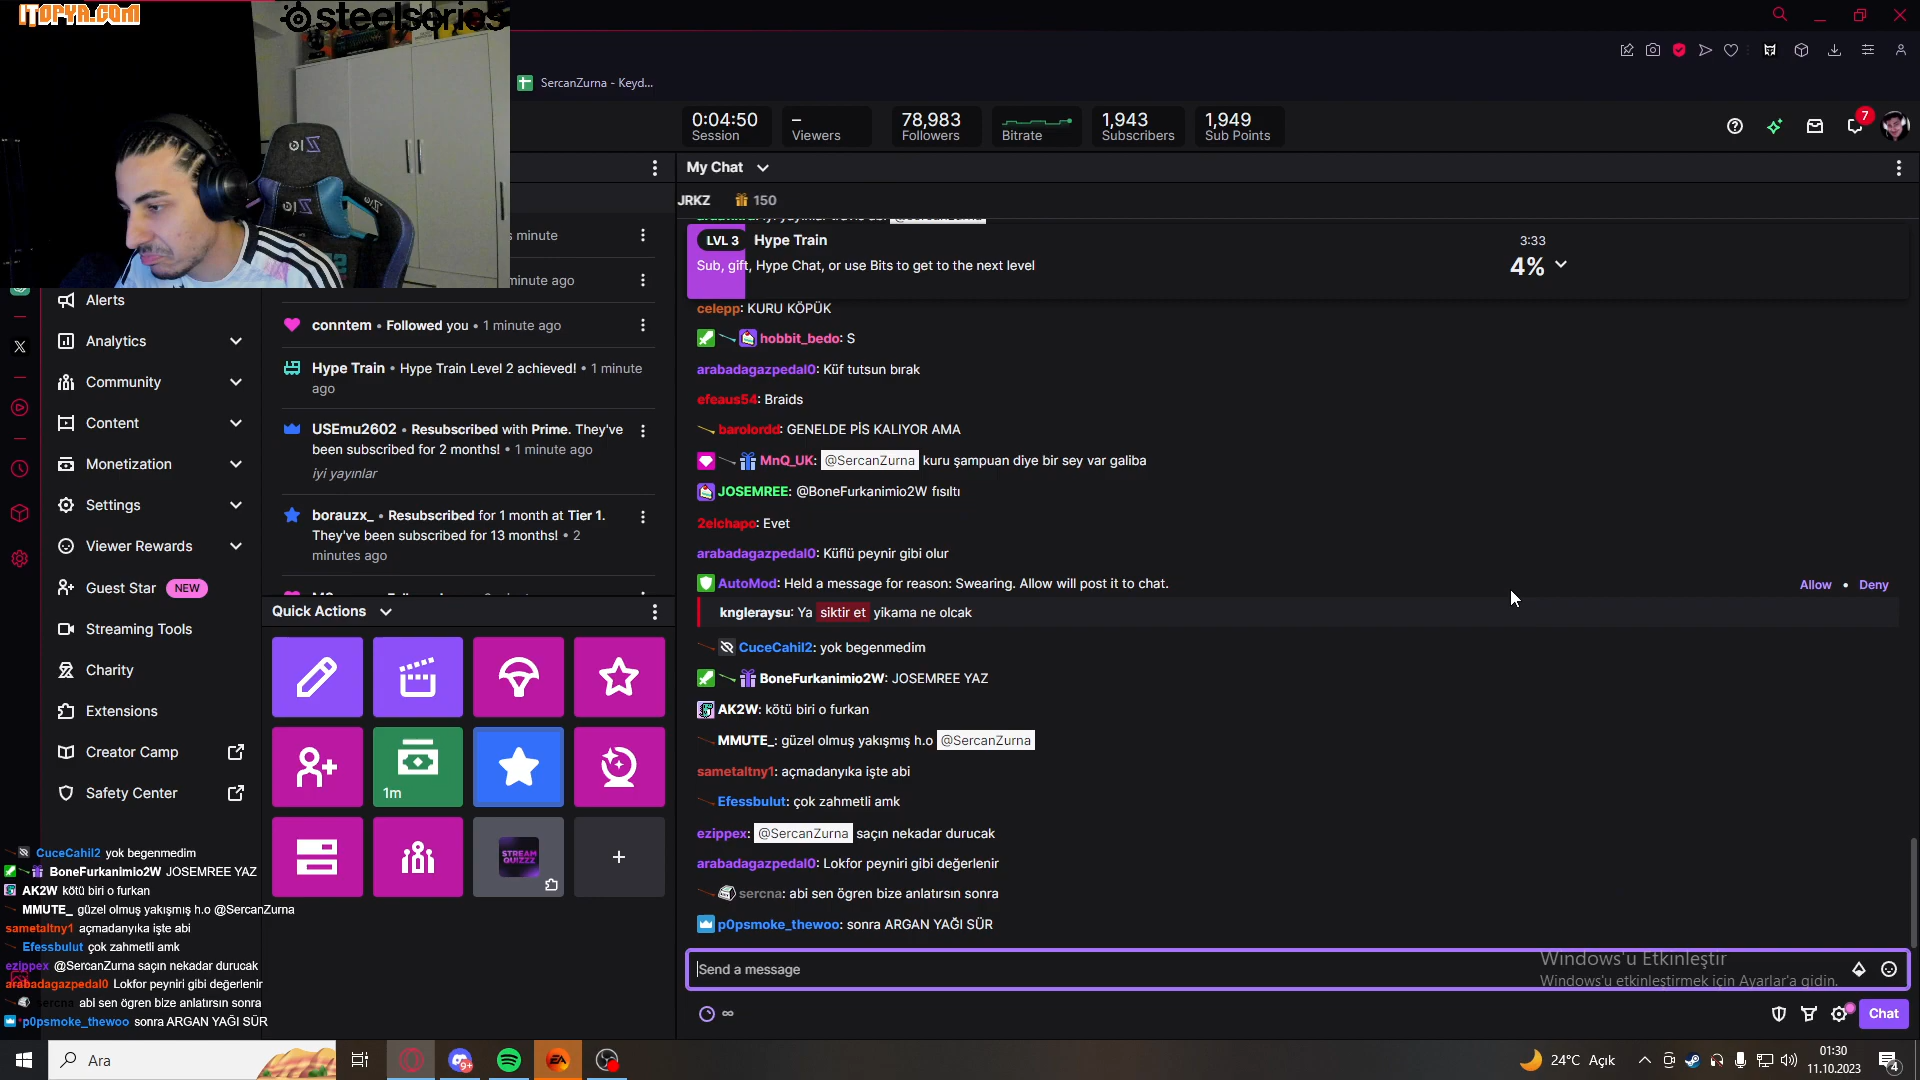 ITOPYA.COM
steelseries
SercanZurna - Keyd...
0:04:50
Session
–
Viewers
78,983
Followers
Bitrate
1,943
Subscribers
1,949
Sub Points
7
My Chat
JRKZ 150
LVL 3 Hype Train
Sub, gift, Hype Chat, or use Bits to get to the next level
3:33
4%
celepp: KURU KÖPÜK
hobbit_bedo: S
arabadagazpedal0: Küf tutsun bırak
efeaus54: Braids
barolordd: GENELDE PİS KALIYOR AMA
MnQ_UK: @SercanZurna kuru şampuan diye bir sey var galiba
JOSEMREE: @BoneFurkanimio2W fısıltı
2elchapo: Evet
arabadagazpedal0: Küflü peynir gibi olur
AutoMod: Held a message for reason: Swearing. Allow will post it to chat.
Allow • Deny
kngleraysu: Ya siktir et yikama ne olcak
CuceCahil2: yok begenmedim
BoneFurkanimio2W: JOSEMREE YAZ
AK2W: kötü biri o furkan
MMUTE_: güzel olmuş yakışmış h.o @SercanZurna
sametaltny1: açmadanyıka işte abi
Efessbulut: çok zahmetli amk
ezippex: @SercanZurna saçın nekadar durucak
arabadagazpedal0: Lokfor peyniri gibi değerlenir
sercna: abi sen ögren bize anlatırsın sonra
p0psmoke_thewoo: sonra ARGAN YAĞI SÜR
Send a message
Windows'u Etkinleştir
Windows'u etkinleştirmek için Ayarlar'a gidin.
Chat
minute
minute ago
conntem • Followed you • 1 minute ago
Hype Train • Hype Train Level 2 achieved! • 1 minute
ago
USEmu2602 • Resubscribed with Prime. They've
been subscribed for 2 months! • 1 minute ago
iyi yayınlar
borauzx_ • Resubscribed for 1 month at Tier 1.
They've been subscribed for 13 months! • 2
minutes ago
Quick Actions
1m
STREAM
QUIZZZ
Alerts
Analytics
Community
Content
Monetization
Settings
Viewer Rewards
Guest Star NEW
Streaming Tools
Charity
Extensions
Creator Camp
Safety Center
CuceCahil2 yok begenmedim
BoneFurkanimio2W JOSEMREE YAZ
AK2W kötü biri o furkan
MMUTE_ güzel olmuş yakışmış h.o @SercanZurna
sametaltny1 açmadanyıka işte abi
Efessbulut çok zahmetli amk
ezippex @SercanZurna saçın nekadar durucak
arabadagazpedal0 Lokfor peyniri gibi değerlenir
sercna abi sen ögren bize anlatırsın sonra
p0psmoke_thewoo sonra ARGAN YAĞI SÜR
Ara
9+
EA
24°C Açık
01:30
11.10.2023
4